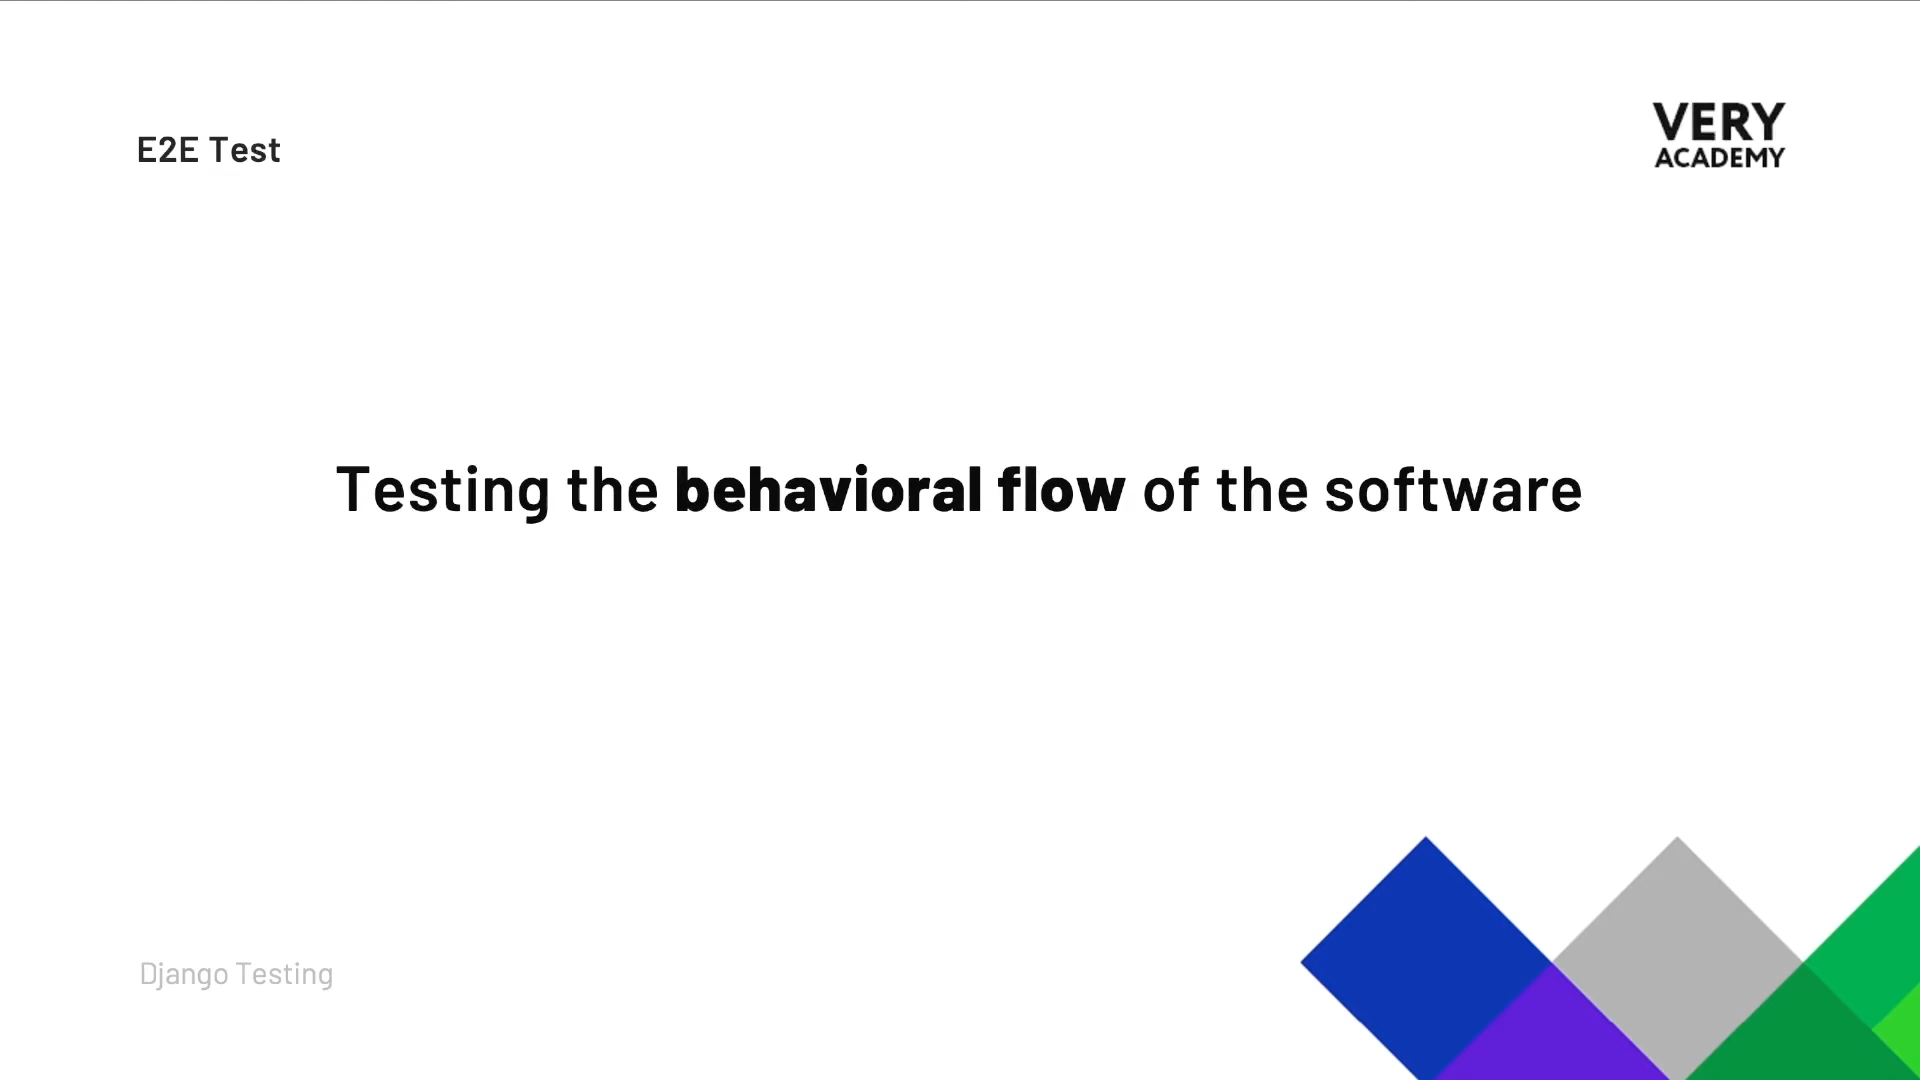 E2E Test
VERY
ACADEMY
Testing the behavioral flow of the software
Django Testing